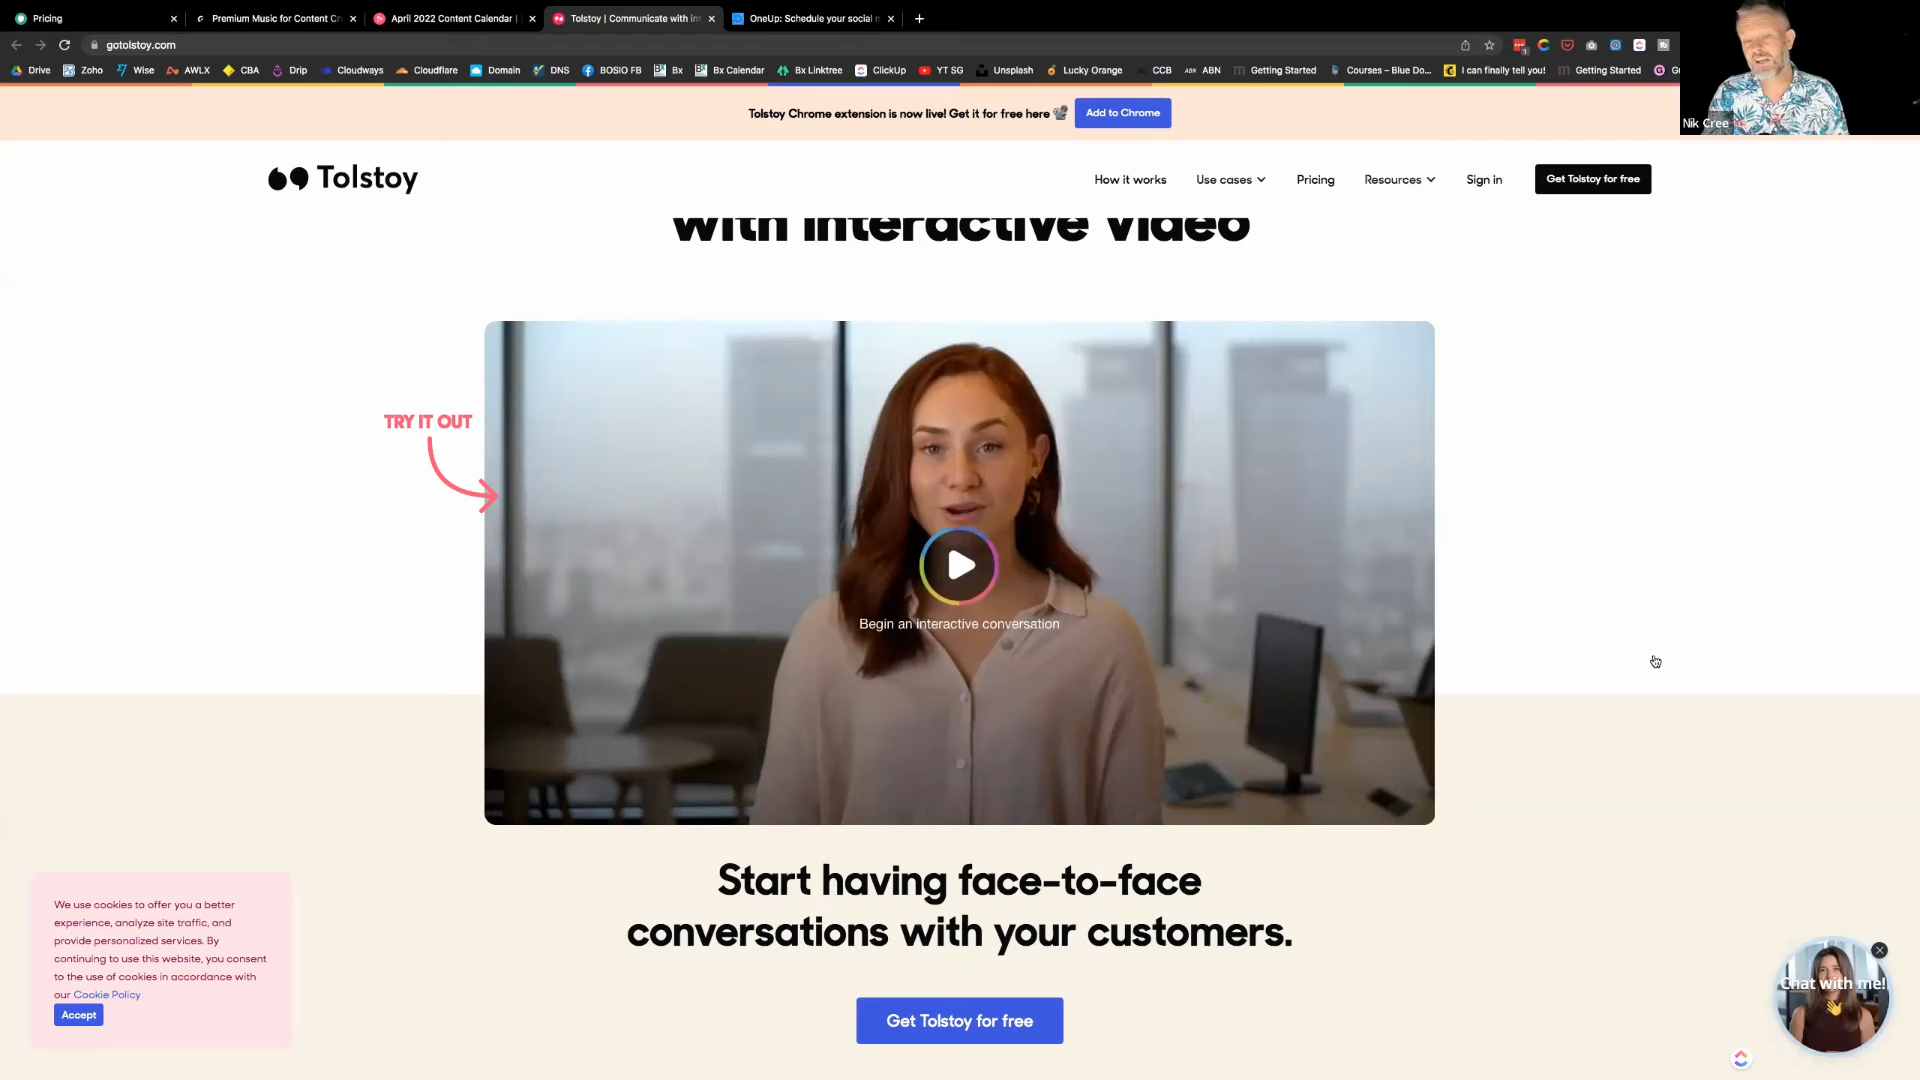 Pricing
Premium Music for Content Cr
April 2022 Content Calendar |
Tolstoy | Communicate with in
OneUp: Schedule your social m
gotolstoy.com
Drive
Zoho
Wise
AWLX
CBA
Drip
Cloudways
Cloudflare
Domain
DNS
BOSIO FB
Bx
Bx Calendar
Bx Linktree
ClickUp
YT SG
Unsplash
Lucky Orange
CCB
ABN ABN
Getting Started
Courses – Blue Do...
I can finally tell you!
Getting Started
Nik Cree
Tolstoy Chrome extension is now live! Get it for free here
Add to Chrome
Tolstoy
How it works
Use cases
Pricing
Resources
Sign in
Get Tolstoy for free
with interactive video
TRY IT OUT
Begin an interactive conversation
Start having face-to-face
conversations with your customers.
Get Tolstoy for free
We use cookies to offer you a better
experience, analyze site traffic, and
provide personalized services. By
continuing to use this website, you consent
to the use of cookies in accordance with
our Cookie Policy
Accept
Chat with me!